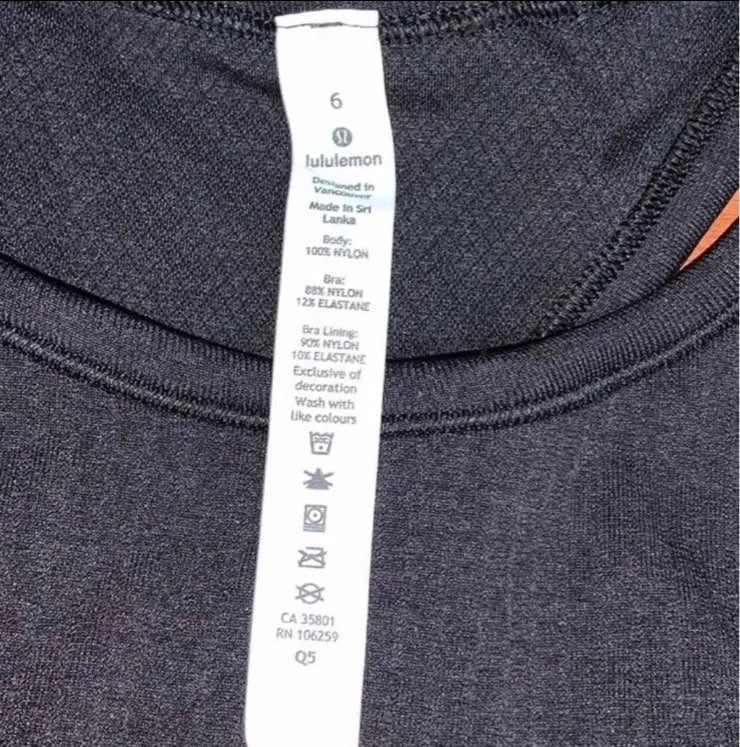 6
lululemon
Designed in
Vancouver
Made in Sri
Lanka
Body:
100% NYLON
Bra:
88% NYLON
12% ELASTANE
Bra Lining:
90% NYLON
10% ELASTANE
Exclusive of
decoration
Wash with
like colours
CA 35801
RN 106259
Q5